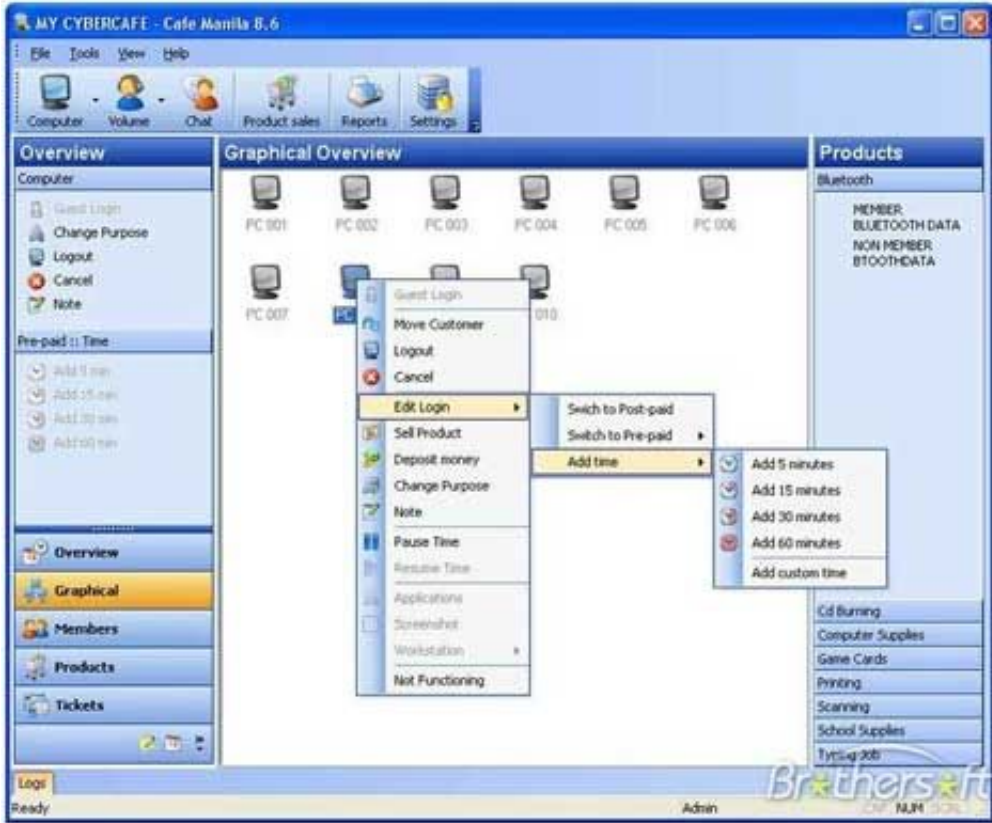 MY CYBERCAFE - Cafe Manila 8.6
File Tools View Help
Computer Volume Chat Product sales Reports Settings
Overview
Computer
Guest Login
Change Purpose
Logout
Cancel
Note
Pre-paid :: Time
Add 5 min
Add 15 min
Add 30 min
Add 60 min
Overview
Graphical
Members
Products
Tickets
Graphical Overview
PC 001 PC 002 PC 003 PC 004 PC 005 PC 006
PC 007 PC 010
Guest Login
Move Customer
Logout
Cancel
Edit Login
Sell Product
Deposit money
Change Purpose
Note
Pause Time
Resume Time
Applications
Screenshot
Workstation
Not Functioning
Swich to Post-paid
Switch to Pre-paid
Add time
Add 5 minutes
Add 15 minutes
Add 30 minutes
Add 60 minutes
Add custom time
Products
Bluetooth
MEMBER
BLUETOOTH DATA
NON MEMBER
BTOOTHDATA
Cd Burning
Computer Supplies
Game Cards
Printing
Scanning
School Supplies
Typing Job
Brothersoft
Logs
Ready Admin CAP NUM SCRL